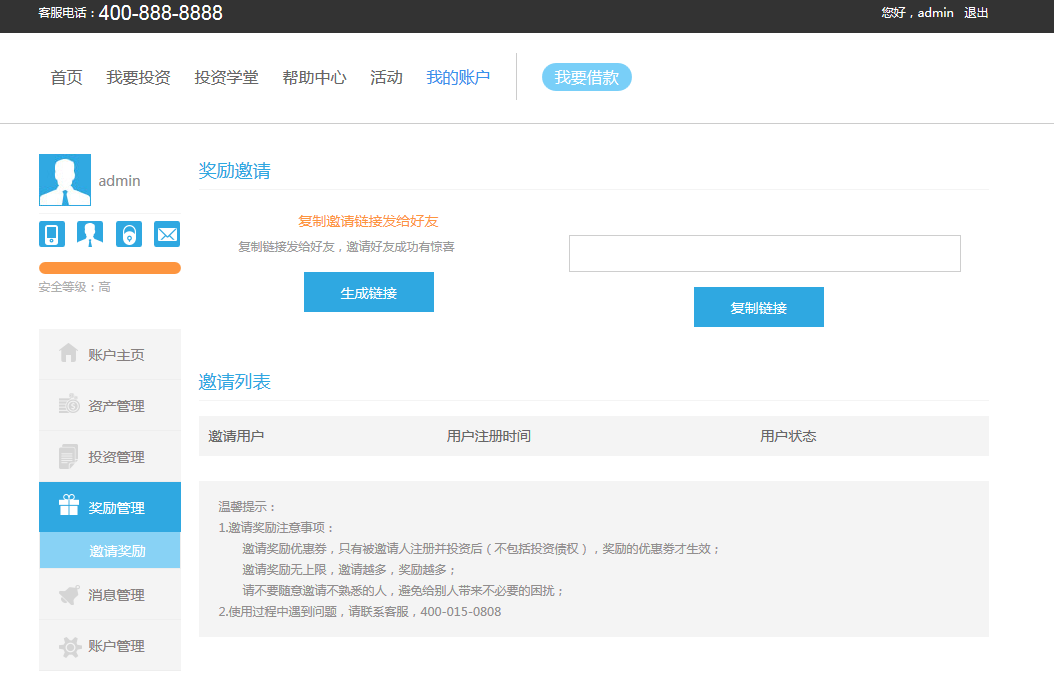 客服电话：400-888-8888
您好，admin 退出
首页 我要投资 投资学堂 帮助中心 活动 我的账户 我要借款
admin
安全等级：高
账户主页
资产管理
投资管理
奖励管理
邀请奖励
消息管理
账户管理
奖励邀请
复制邀请链接发给好友
复制链接发给好友，邀请好友成功有惊喜
生成链接
复制链接
邀请列表
邀请用户 用户注册时间 用户状态
温馨提示：
1.邀请奖励注意事项：
邀请奖励优惠券，只有被邀请人注册并投资后（不包括投资债权），奖励的优惠券才生效；
邀请奖励无上限，邀请越多，奖励越多；
请不要随意邀请不熟悉的人，避免给别人带来不必要的困扰；
2.使用过程中遇到问题，请联系客服，400-015-0808